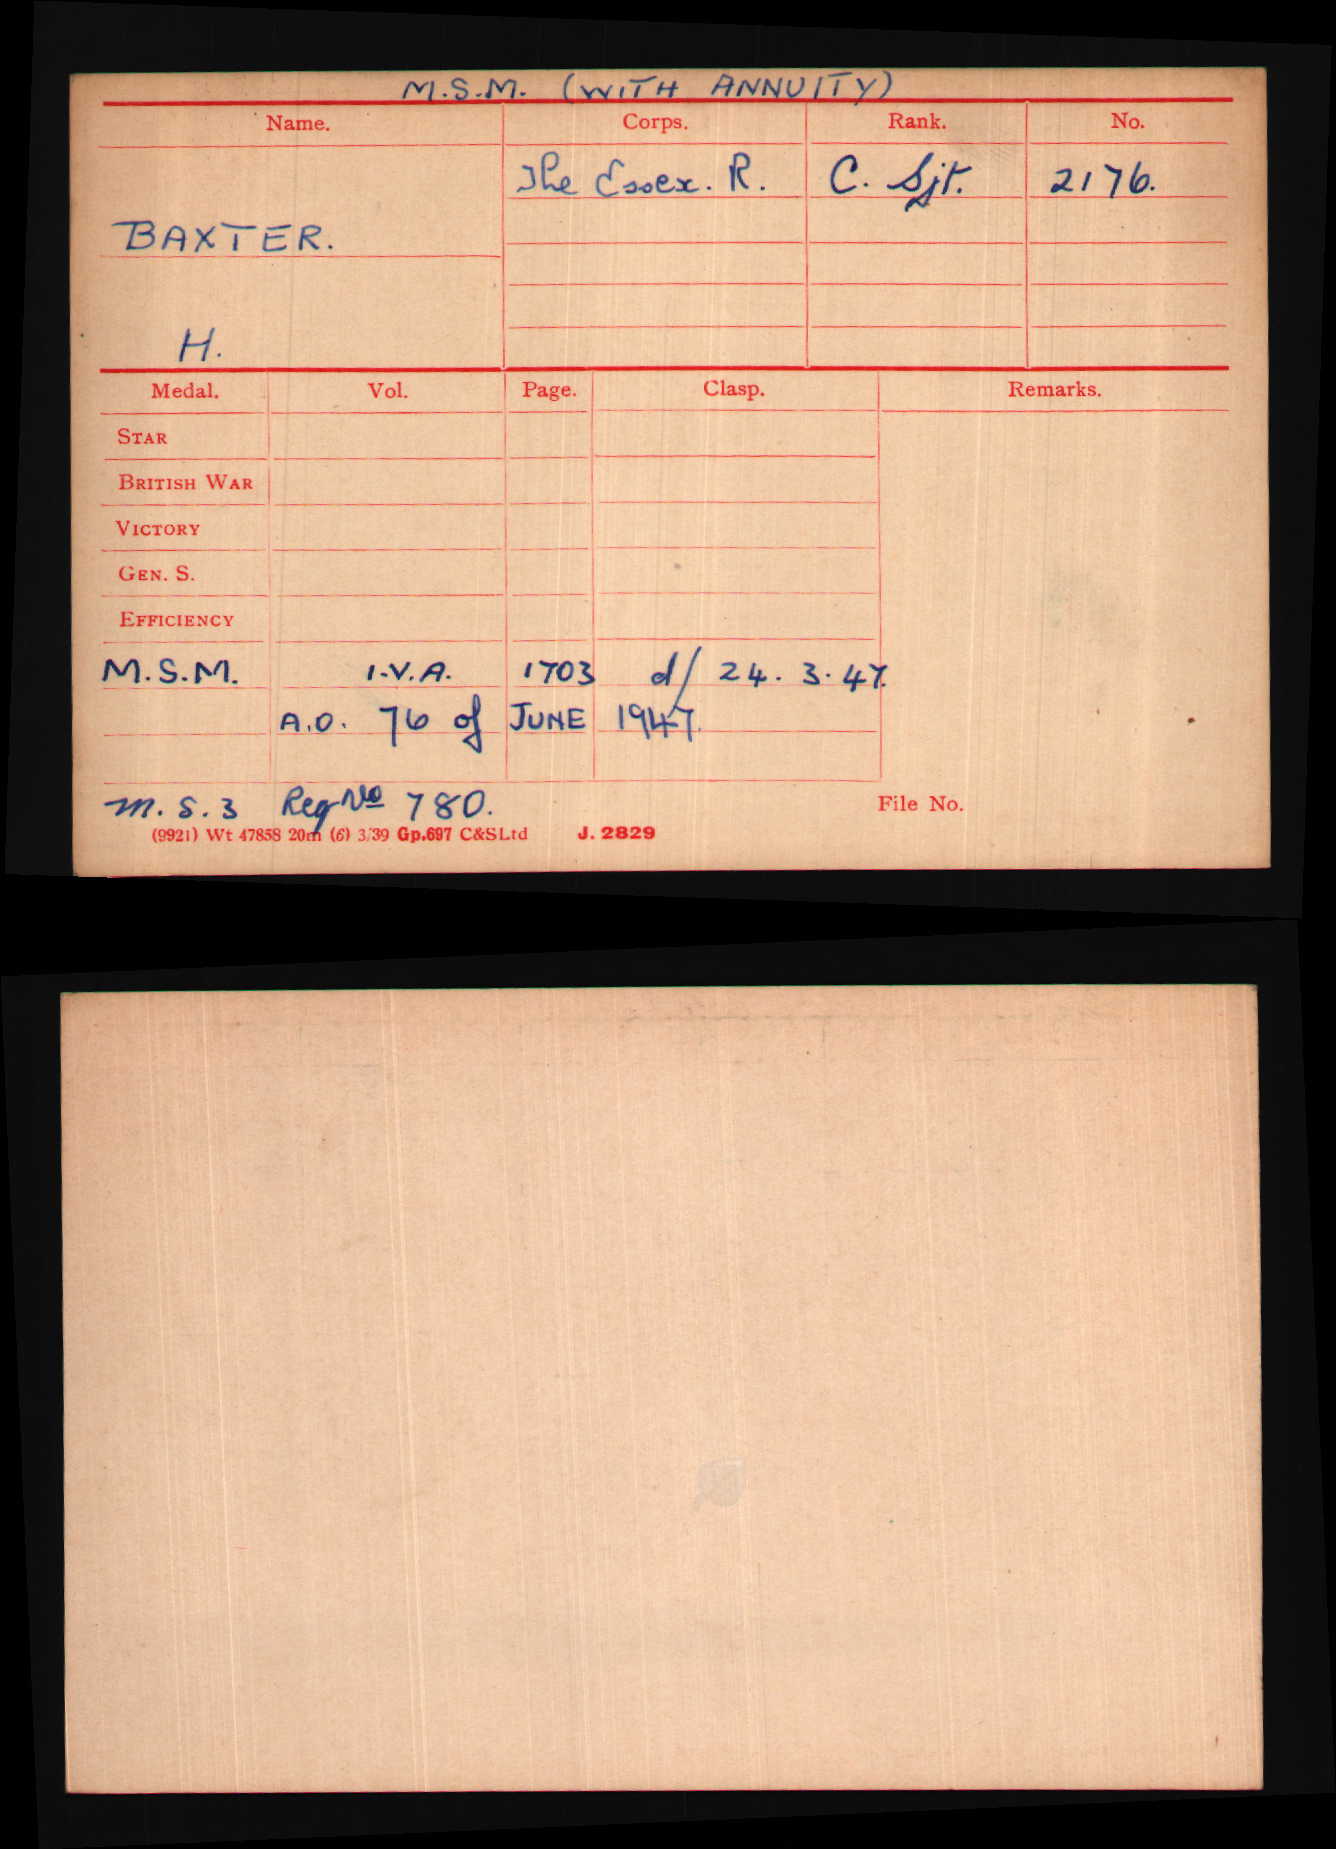 M.S.M. (WITH ANNUITY)
Name. Corps. Rank. No.
The Essex. R. C. Sjt. 2176.
BAXTER.
H.
Medal. Vol. Page. Clasp. Remarks.
STAR
BRITISH WAR
VICTORY
GEN. S.
EFFICIENCY
M.S.M. I.V.A. 1703 d/ 24.3.47.
A.O. 76 of JUNE 1947.
M.S.3 Reg No 780. File No.
(9921) Wt 47858 20m (6) 3/39 Gp.697 C&S Ltd J. 2829